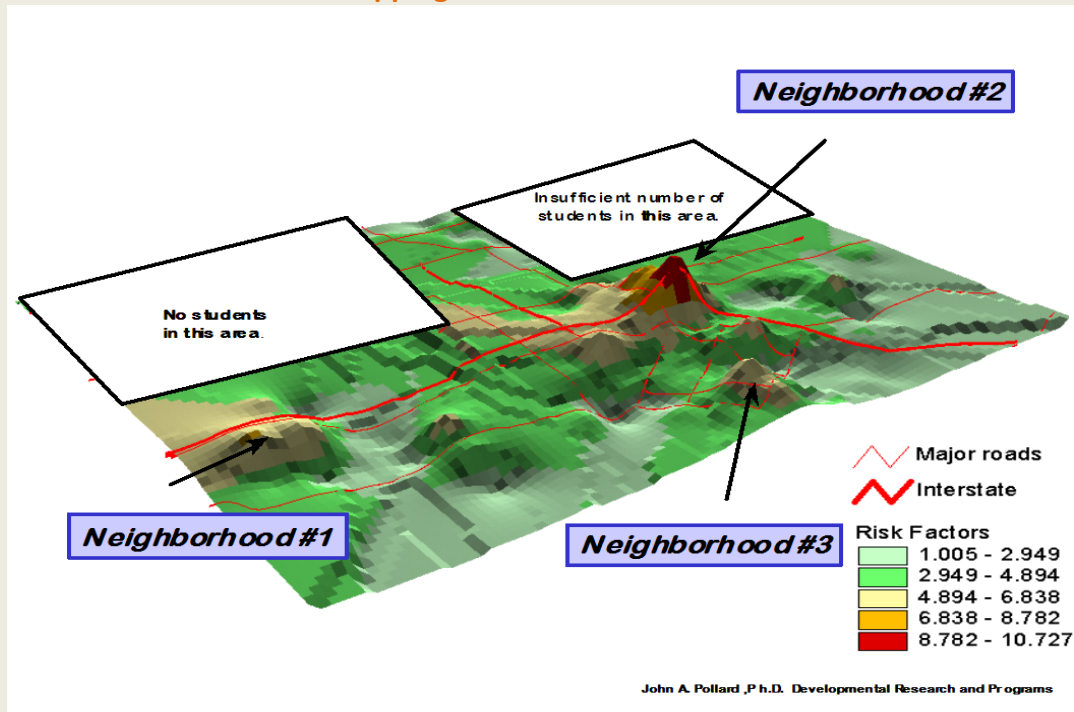 Neighborhood #2
Insufficient number of
students in this area.
No students
in this area.
Neighborhood #1
Neighborhood #3
Major roads
Interstate
Risk Factors
1.005 - 2.949
2.949 - 4.894
4.894 - 6.838
6.838 - 8.782
8.782 - 10.727
John A. Pollard ,Ph.D. Developmental Research and Programs